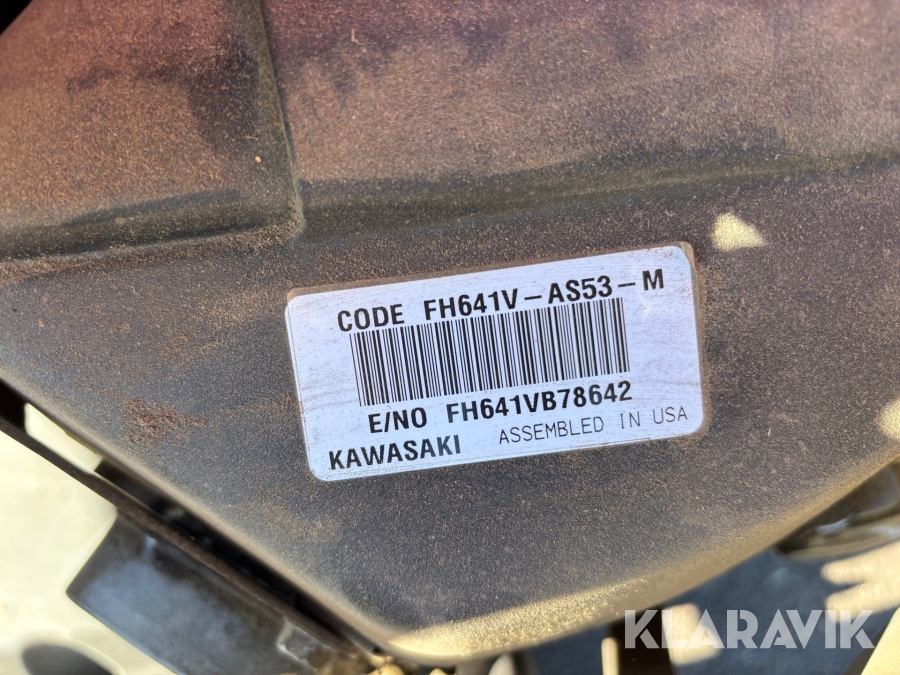 CODE FH641V-AS53-M
E/NO FH641VB78642
KAWASAKI ASSEMBLED IN USA
KLARAVIK